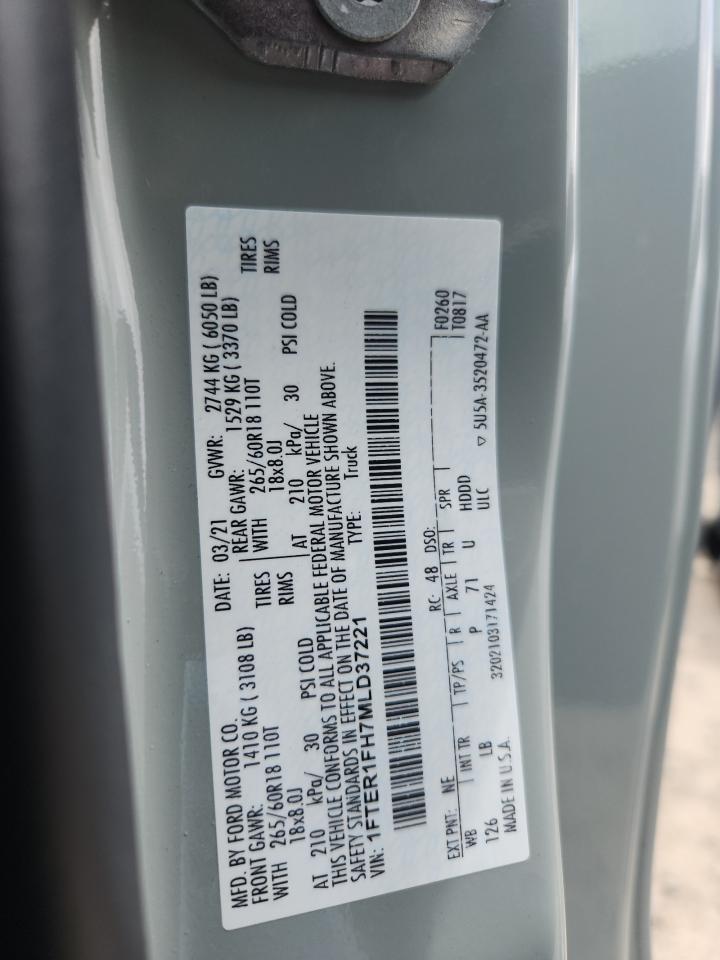 MFD. BY FORD MOTOR CO.
DATE: 03/21 GVWR: 2744 KG ( 6050 LB)
FRONT GAWR: 1410 KG ( 3108 LB) REAR GAWR: 1529 KG ( 3370 LB)
WITH 265/60R18 110T TIRES WITH 265/60R18 110T TIRES
18x8.0J RIMS 18x8.0J RIMS
AT 210 kPa/ 30 PSI COLD AT 210 kPa/ 30 PSI COLD
THIS VEHICLE CONFORMS TO ALL APPLICABLE FEDERAL MOTOR VEHICLE
SAFETY STANDARDS IN EFFECT ON THE DATE OF MANUFACTURE SHOWN ABOVE.
VIN: 1FTER1FH7MLD37221 TYPE: Truck
F0260
T0817
EXT PNT: NE RC: 48 DSO:
WB INT TR TP/PS R AXLE TR SPR
126 LB P 71 U HDDD
ULC
MADE IN U.S.A. 3202103171424 ▽ 5U5A-3520472-AA